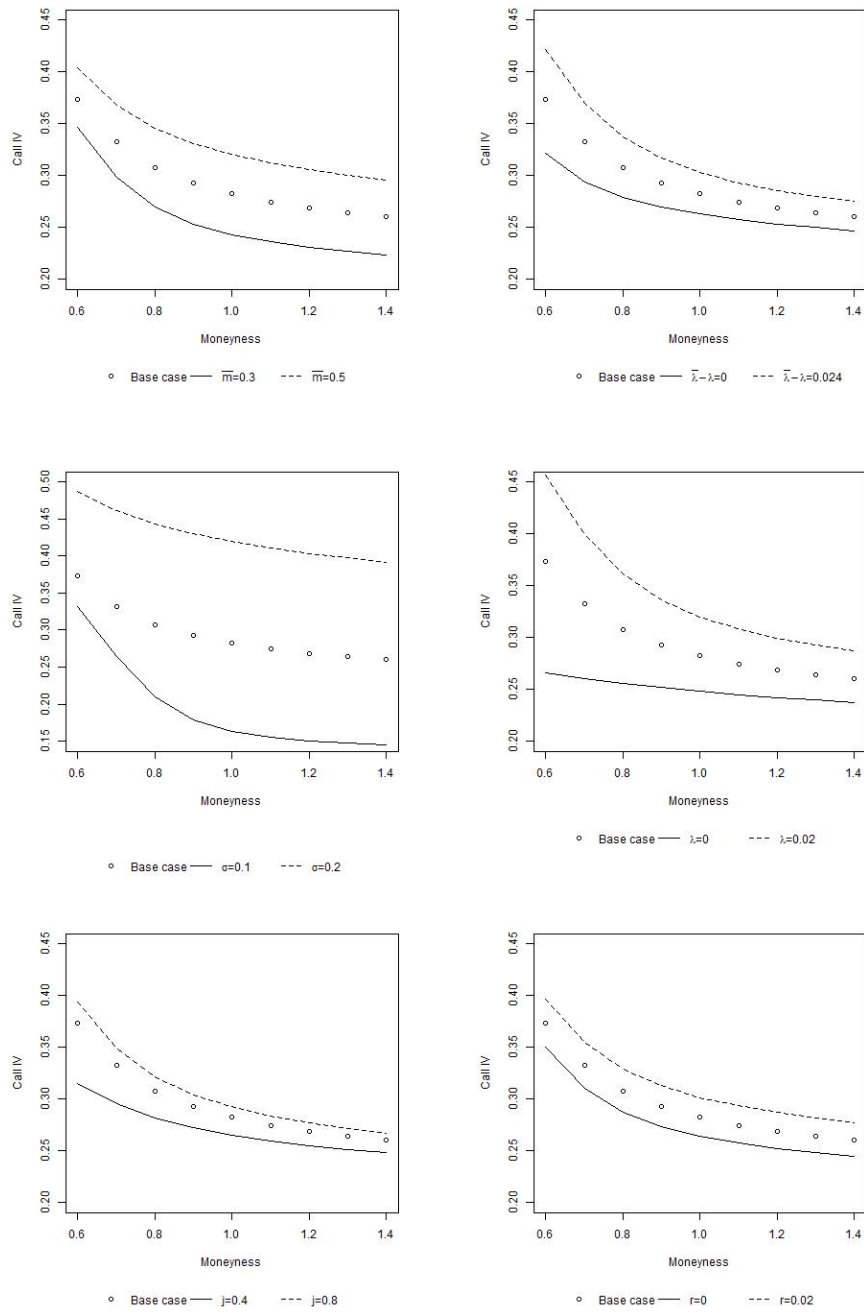 0.45
0.40
0.35
0.30
0.25
0.20
Call IV
0.6 0.8 1.0 1.2 1.4
Moneyness
° Base case — m̅=0.3 --- m̅=0.5
0.45
0.40
0.35
0.30
0.25
0.20
Call IV
0.6 0.8 1.0 1.2 1.4
Moneyness
° Base case — λ̅−λ=0 --- λ̅−λ=0.024
0.50
0.45
0.40
0.35
0.30
0.25
0.20
0.15
Call IV
0.6 0.8 1.0 1.2 1.4
Moneyness
° Base case — σ=0.1 --- σ=0.2
0.45
0.40
0.35
0.30
0.25
0.20
Call IV
0.6 0.8 1.0 1.2 1.4
Moneyness
° Base case — λ=0 --- λ=0.02
0.45
0.40
0.35
0.30
0.25
0.20
Call IV
0.6 0.8 1.0 1.2 1.4
Moneyness
° Base case — j=0.4 --- j=0.8
0.45
0.40
0.35
0.30
0.25
0.20
Call IV
0.6 0.8 1.0 1.2 1.4
Moneyness
° Base case — r=0 --- r=0.02